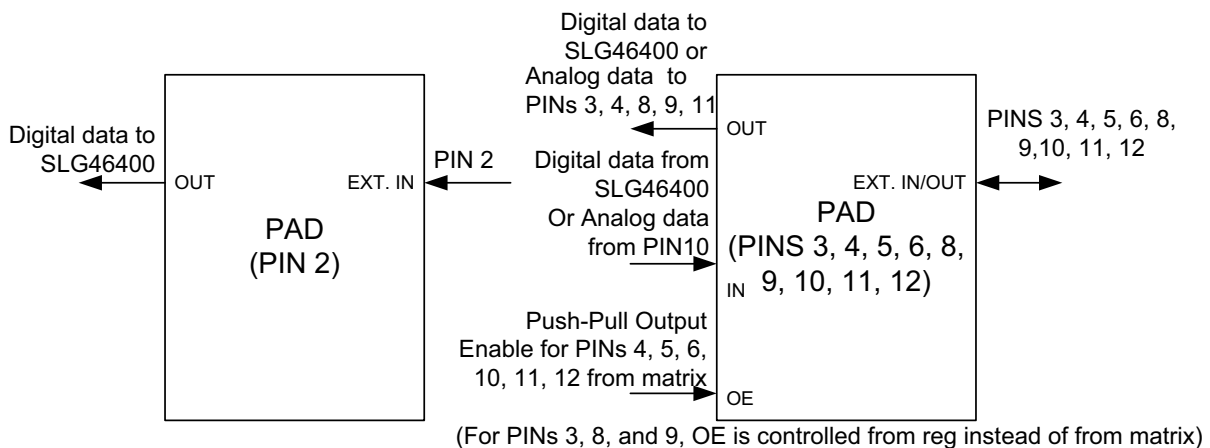 Digital data to
SLG46400
OUT
EXT. IN
PIN 2
PAD
(PIN 2)
Digital data to
SLG46400 or
Analog data to
PINs 3, 4, 8, 9, 11
OUT
Digital data from
SLG46400
Or Analog data
from PIN10
IN
Push-Pull Output
Enable for PINs 4, 5, 6,
10, 11, 12 from matrix
OE
EXT. IN/OUT
PAD
(PINS 3, 4, 5, 6, 8,
9, 10, 11, 12)
PINS 3, 4, 5, 6, 8,
9,10, 11, 12
(For PINs 3, 8, and 9, OE is controlled from reg instead of from matrix)